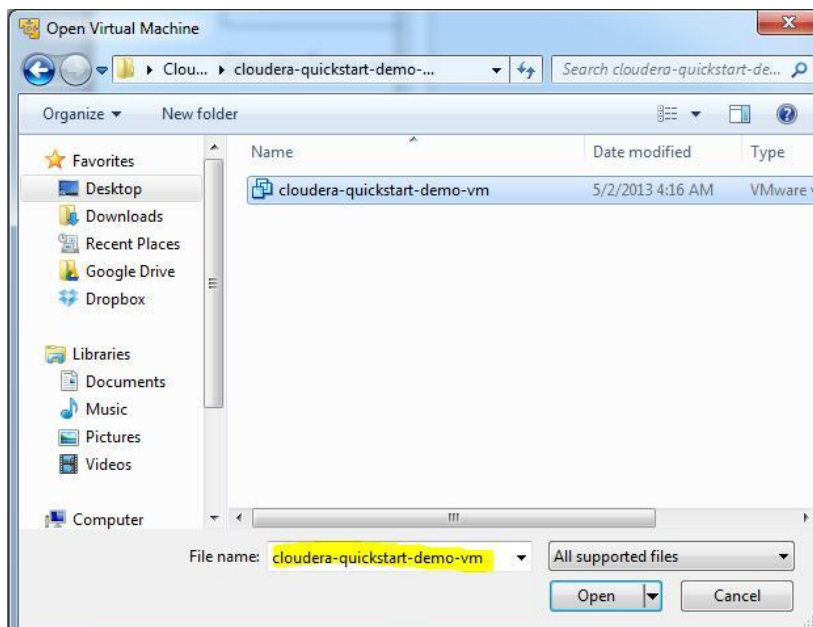 Open Virtual Machine
Clou... cloudera-quickstart-demo-... Search cloudera-quickstart-de...
Organize New folder
Name Date modified Type
cloudera-quickstart-demo-vm 5/2/2013 4:16 AM VMware
Favorites
Desktop
Downloads
Recent Places
Google Drive
Dropbox
Libraries
Documents
Music
Pictures
Videos
Computer
File name: cloudera-quickstart-demo-vm All supported files
Open Cancel